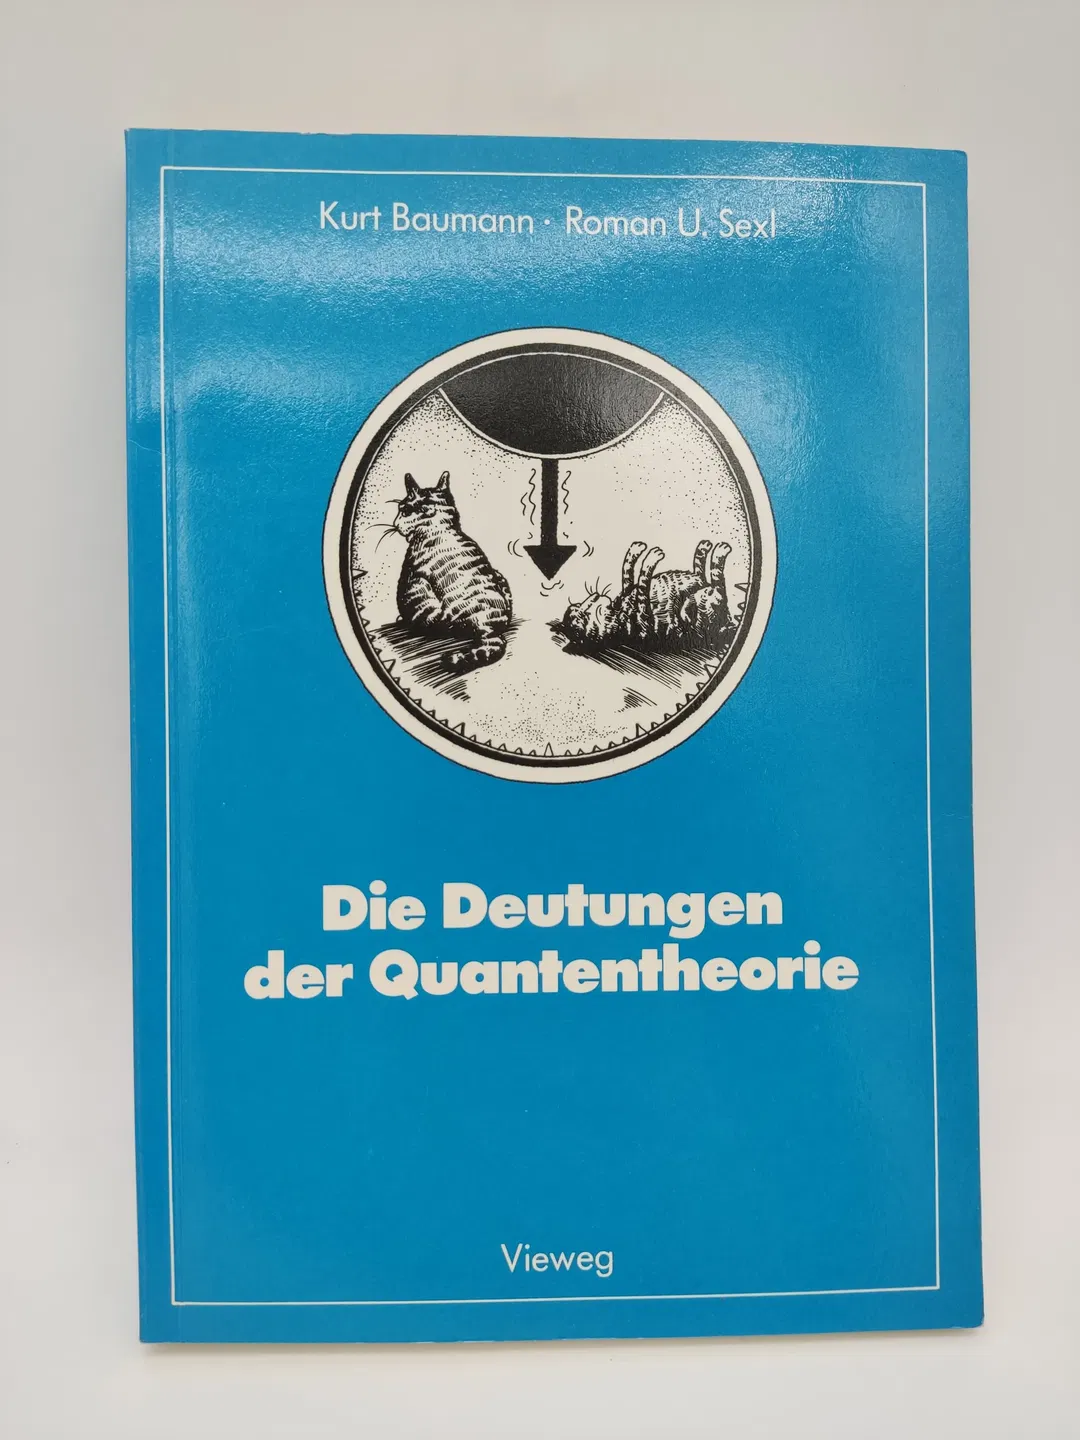 Kurt Baumann · Roman U. Sexl
Die Deutungen
der Quantentheorie
Vieweg